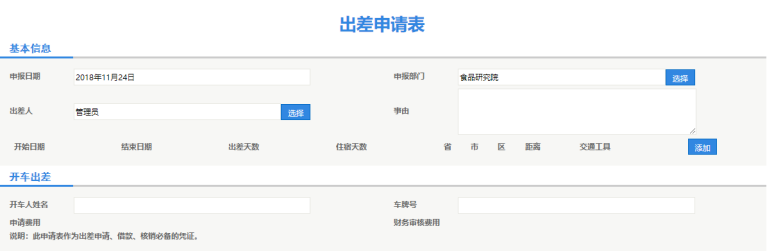 出差申请表
基本信息
申报日期 2018年11月24日 申报部门 食品研究院 选择
出差人 管理员 选择 事由
开始日期 结束日期 出差天数 住宿天数 省 市 区 距离 交通工具 添加
开车出差
开车人姓名 车牌号
申请费用 财务审核费用
说明：此申请表作为出差申请、借款、核销必备的凭证。